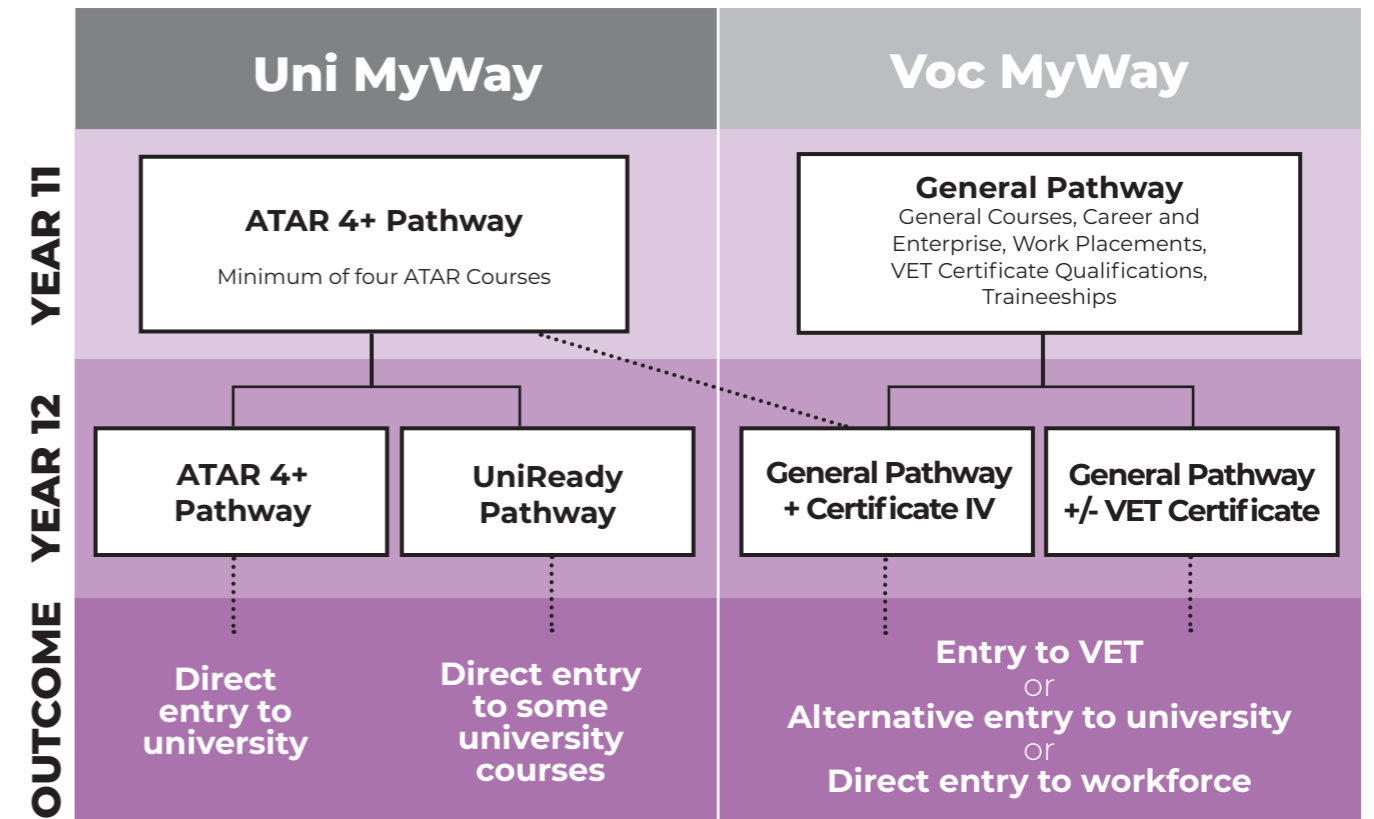 Uni MyWay
Voc MyWay
YEAR 11
ATAR 4+ Pathway
Minimum of four ATAR Courses
General Pathway
General Courses, Career and
Enterprise, Work Placements,
VET Certificate Qualifications,
Traineeships
YEAR 12
ATAR 4+
Pathway
UniReady
Pathway
General Pathway
+ Certificate IV
General Pathway
+/- VET Certificate
OUTCOME
Direct
entry to
university
Direct entry
to some
university
courses
Entry to VET
or
Alternative entry to university
or
Direct entry to workforce